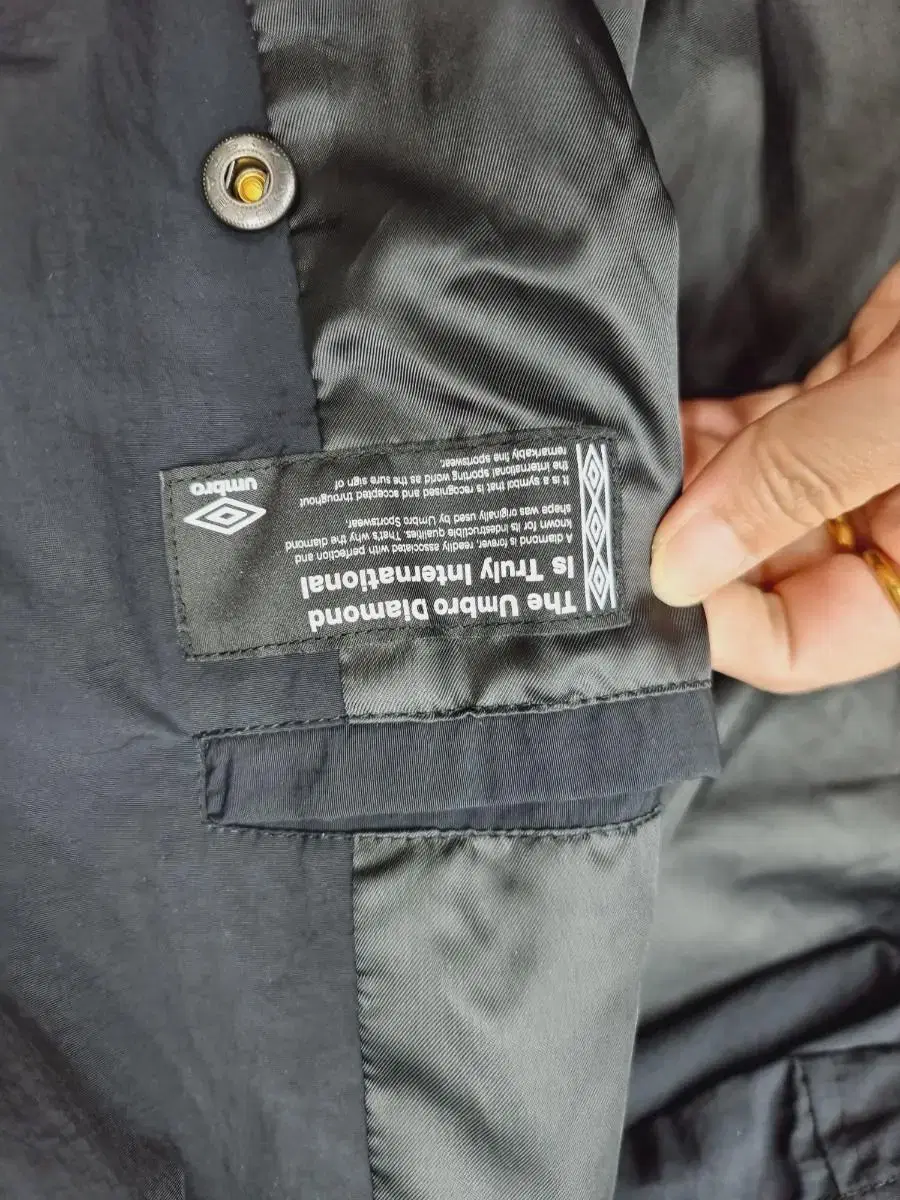 The Umbro Diamond
Is Truly International
A diamond is forever, readily associated with perfection and
known for is indestructible qualities. That's why the diamond
shape was originally used by Umbro Sportswear.
It is a symbol that is recognised and accepted throughout
the international sporting world as the sure sign of
remarkably fine sportswear.
umbro